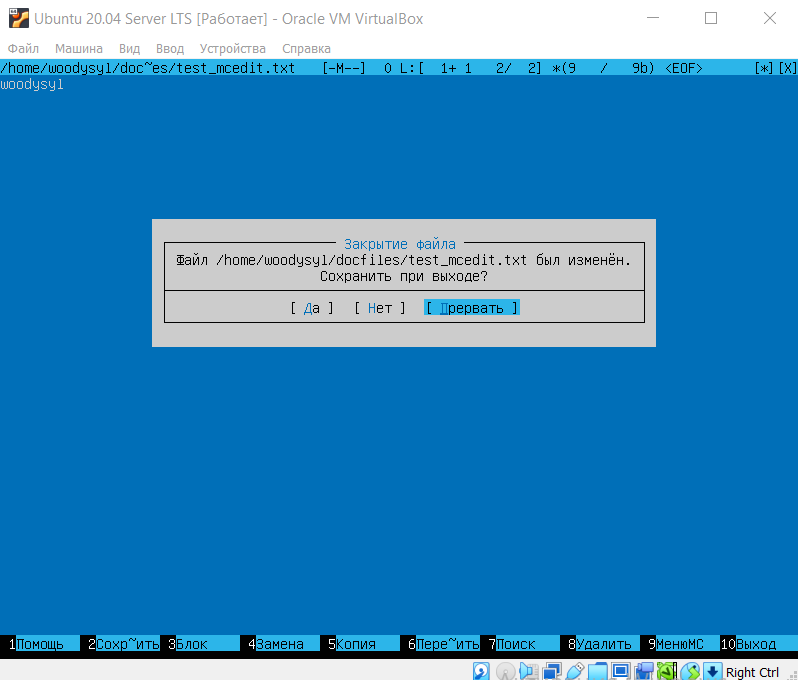 Ubuntu 20.04 Server LTS [Работает] - Oracle VM VirtualBox
Файл Машина Вид Ввод Устройства Справка
/home/woodysyl/doc~es/test_mcedit.txt [-M--] 0 L:[ 1+ 1 2/ 2] *(9 / 9b) <EOF> [*][X]
woodysyl
Закрытие файла
Файл /home/woodysyl/docfiles/test_mcedit.txt был изменён.
Сохранить при выходе?
[ Да ] [ Нет ] [ Прервать ]
1Помощь 2Сохр~ить 3Блок 4Замена 5Копия 6Пере~ить 7Поиск 8Удалить 9МенюMC 10Выход
Right Ctrl